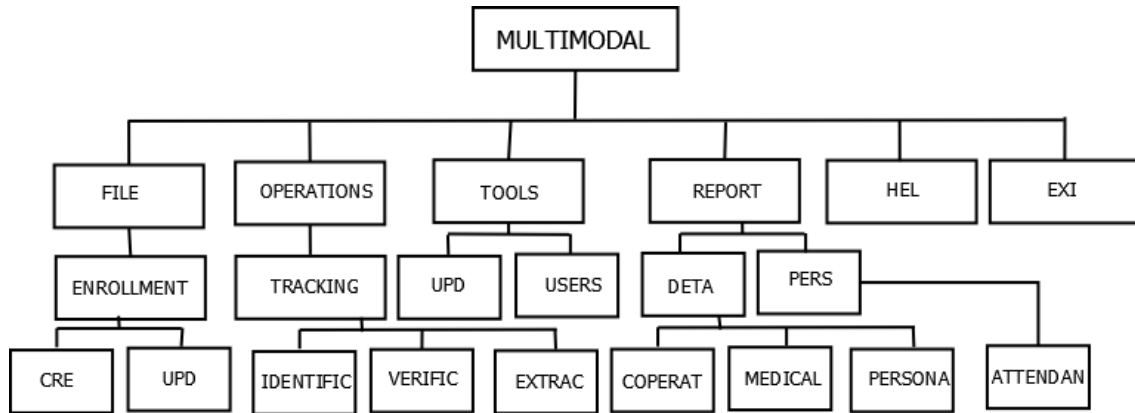 MULTIMODAL
FILE
OPERATIONS
TOOLS
REPORT
HEL
EXI
ENROLLMENT
TRACKING
UPD
USERS
DETA
PERS
CRE
UPD
IDENTIFIC
VERIFIC
EXTRAC
COPERAT
MEDICAL
PERSONA
ATTENDAN